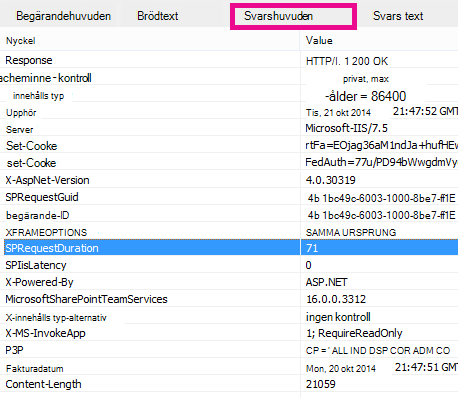 Begärandehuvuden Brödtext Svarshuvuden Svars text
Nyckel Value
Response HTTP/I. 1 200 OK
acheminne - kontroll privat, max
innehålls typ -ålder = 86400
Upphör Tis, 21 okt 2014 21:47:52 GMT
Server Microsoft-IIS/7.5
set-Cooke rtFa=EOjag36aM1ndJa+hufHEw
set-Cooke FedAuth=77u/PD94bWwgdmVy
X-AspNet-Version 4.0.30319
SPRequestGuid 4b 1bc49c-6003-1000-8be7-ff1E
begärande-ID 4b 1bc49c-6003-1000-8be7-ff1E
XFRAMEOPTIONS SAMMA URSPRUNG
SPRequestDuration 71
SPIisLatency 0
X-Powered-By ASP.NET
MicrosoftSharePointTeamServices 16.0.0.3312
X-innehålls typ-alternativ ingen kontroll
X-MS-InvokeApp 1; RequireReadOnly
P3P CP = ' ALL IND DSP COR ADM CO
Fakturadatum Mon, 20 okt 2014 21:47:51 GMT
Content-Length 21059